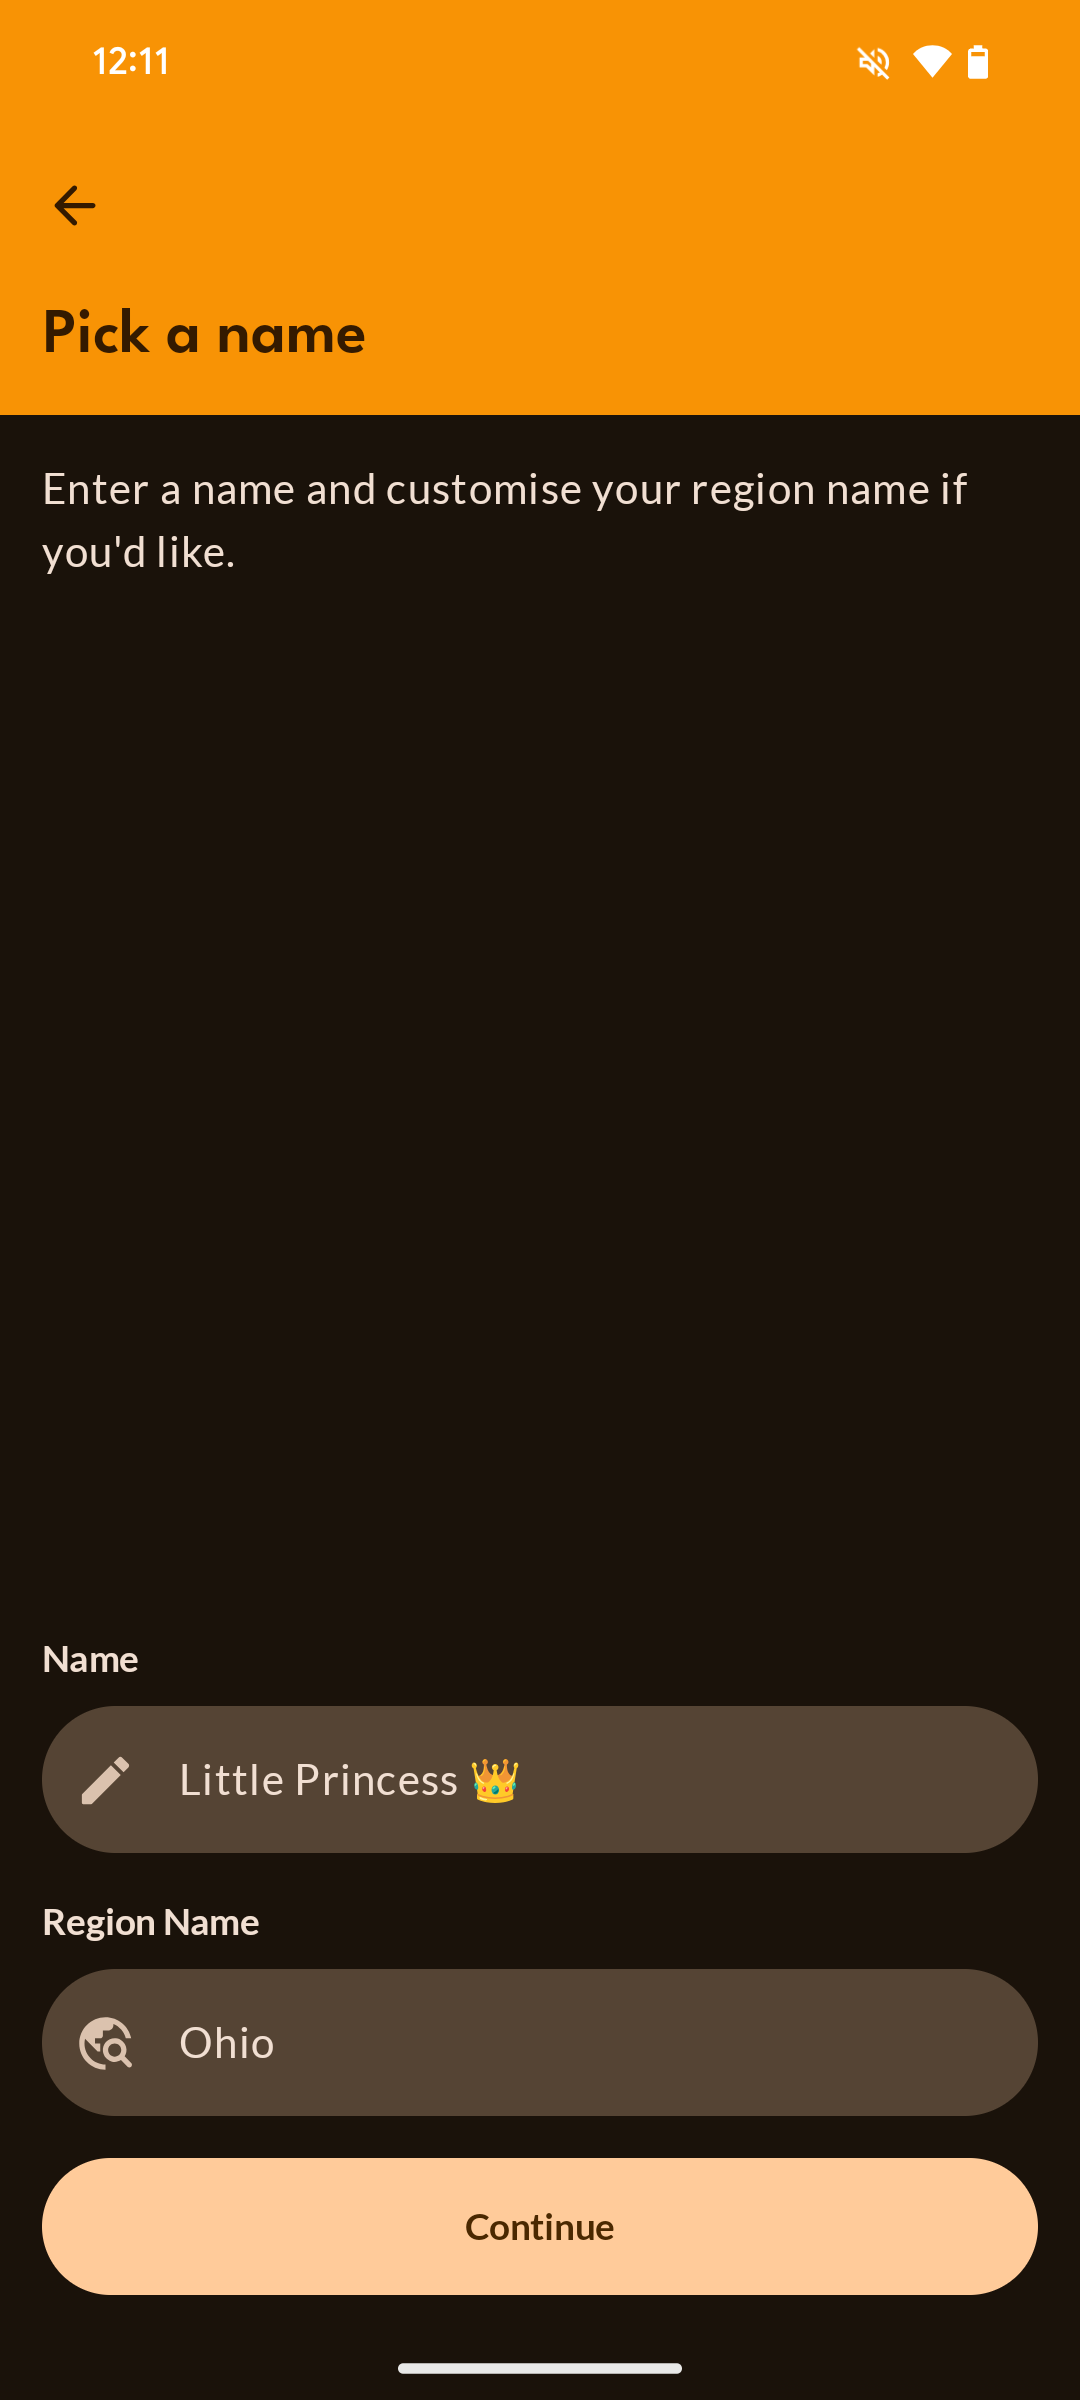 12:11
Pick a name
Enter a name and customise your region name if
you'd like.
Name
Little Princess 👑
Region Name
Ohio
Continue